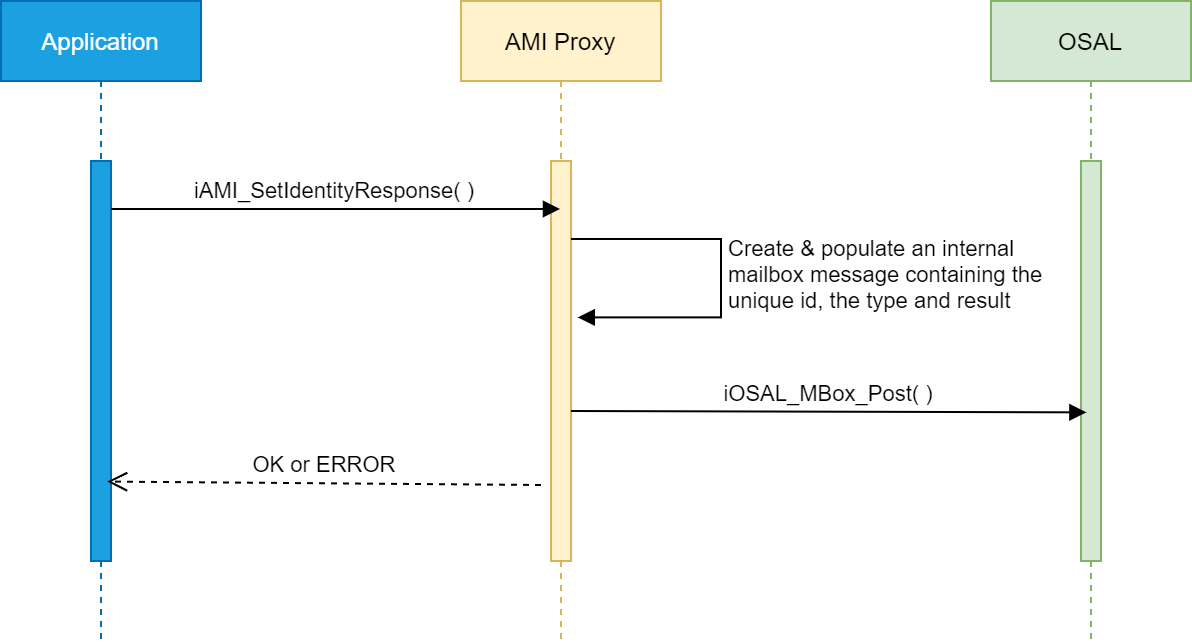 Application
AMI Proxy
OSAL
iAMI_SetIdentityResponse( )
Create & populate an internal
mailbox message containing the
unique id, the type and result
iOSAL_MBox_Post( )
OK or ERROR